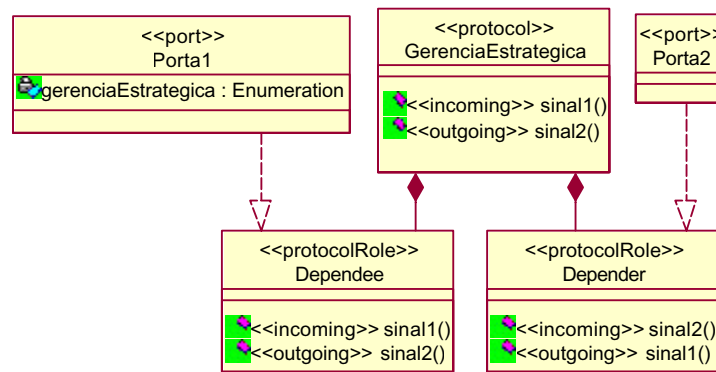 <<port>>
Porta1
gerenciaEstrategica : Enumeration
<<protocol>>
GerenciaEstrategica
<<incoming>> sinal1()
<<outgoing>> sinal2()
<<port>>
Porta2
<<protocolRole>>
Dependee
<<incoming>> sinal1()
<<outgoing>> sinal2()
<<protocolRole>>
Depender
<<incoming>> sinal2()
<<outgoing>> sinal1()